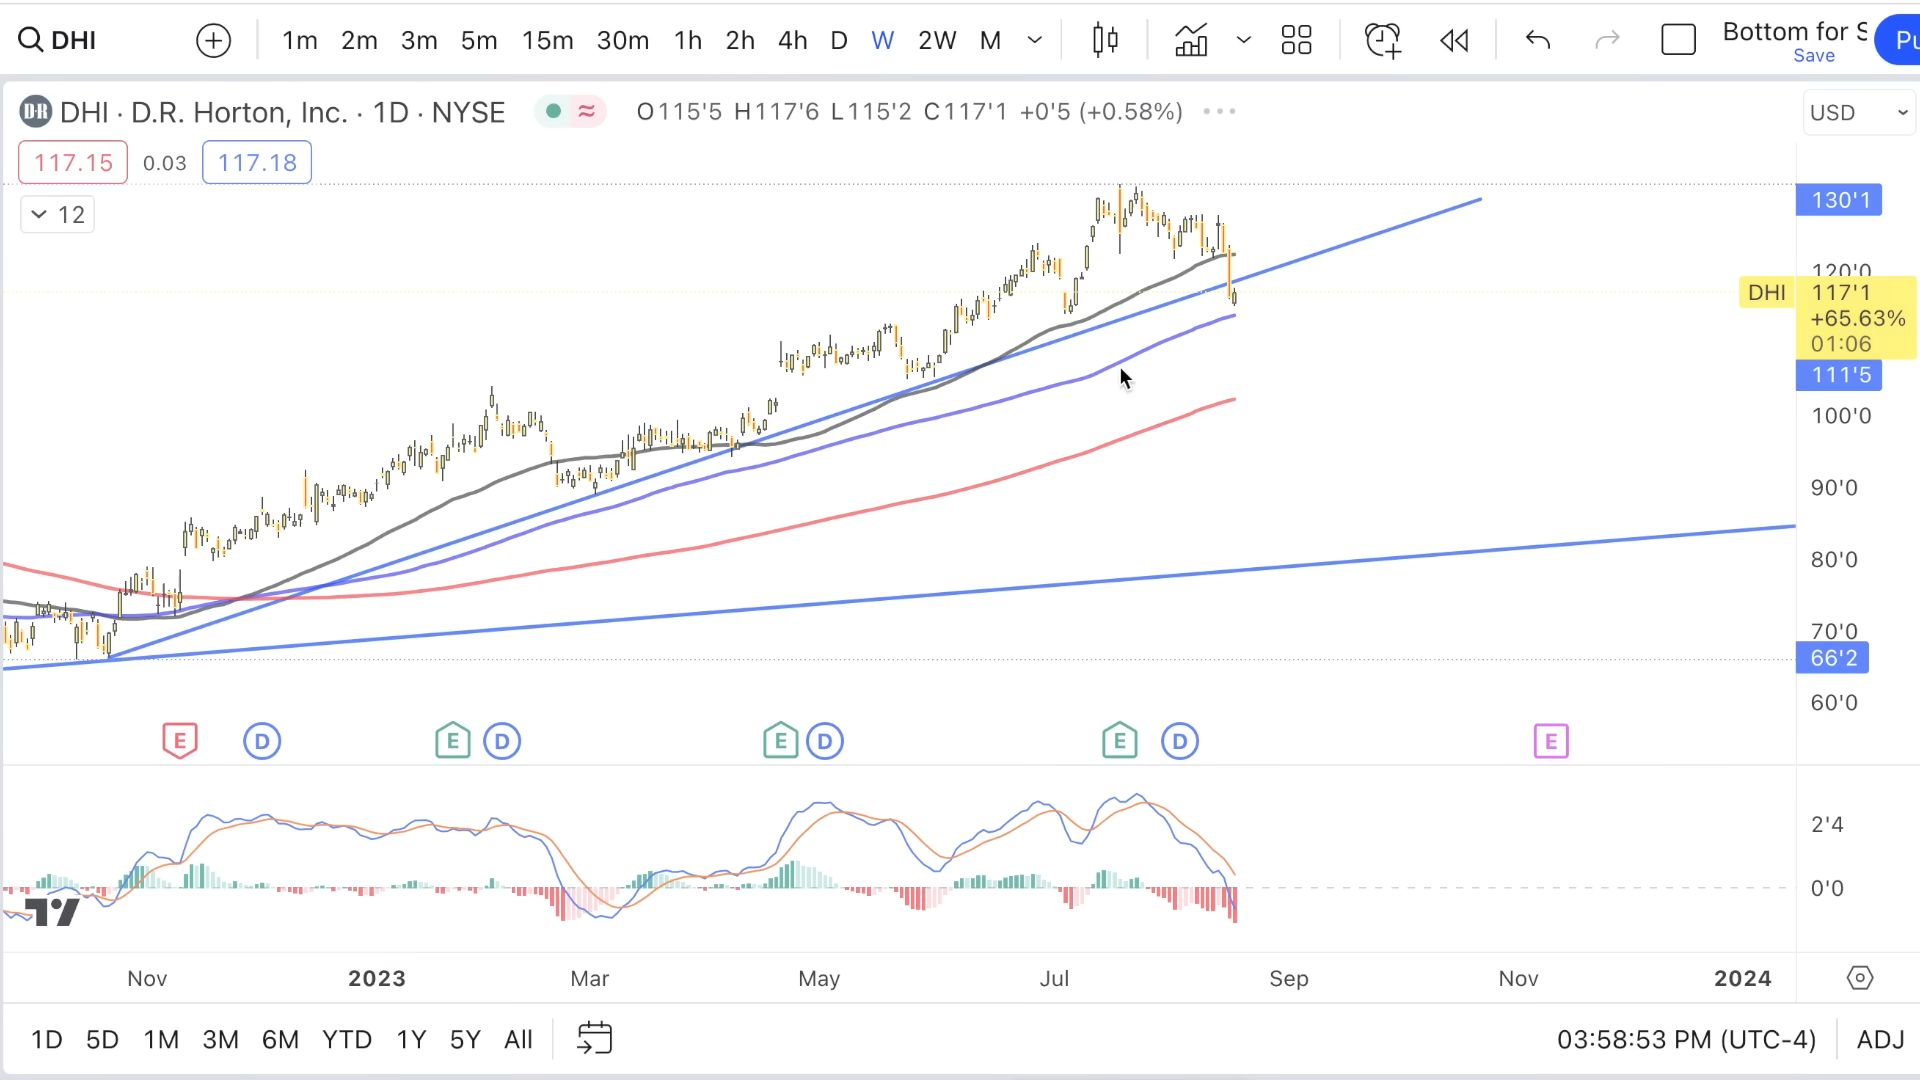 DHI 1m 2m 3m 5m 15m 30m 1h 2h 4h D W 2W M Bottom for S Pu
Save
DR DHI · D.R. Horton, Inc. · 1D · NYSE ≈ O115'5 H117'6 L115'2 C117'1 +0'5 (+0.58%) USD
117.15 0.03 117.18
12
130'1
120'0
DHI 117'1
+65.63%
01:06
111'5
100'0
90'0
80'0
70'0
66'2
60'0
E D E D E D E D E
2'4
0'0
Nov 2023 Mar May Jul Sep Nov 2024
1D 5D 1M 3M 6M YTD 1Y 5Y All 03:58:53 PM (UTC-4) ADJ